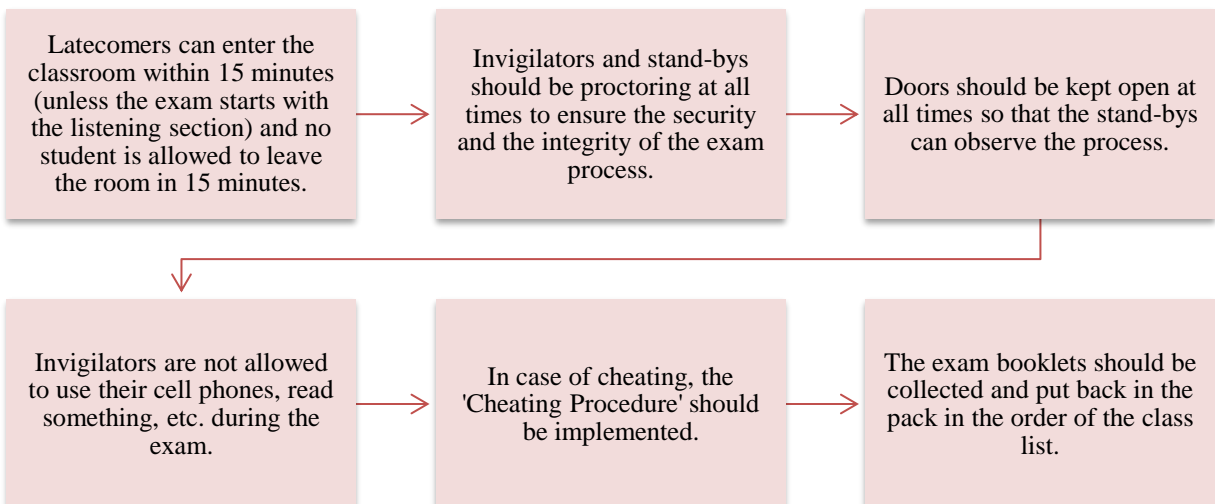 Latecomers can enter the
classroom within 15 minutes
(unless the exam starts with
the listening section) and no
student is allowed to leave
the room in 15 minutes.
Invigilators and stand-bys
should be proctoring at all
times to ensure the security
and the integrity of the exam
process.
Doors should be kept open at
all times so that the stand-bys
can observe the process.
Invigilators are not allowed
to use their cell phones, read
something, etc. during the
exam.
In case of cheating, the
'Cheating Procedure' should
be implemented.
The exam booklets should be
collected and put back in the
pack in the order of the class
list.